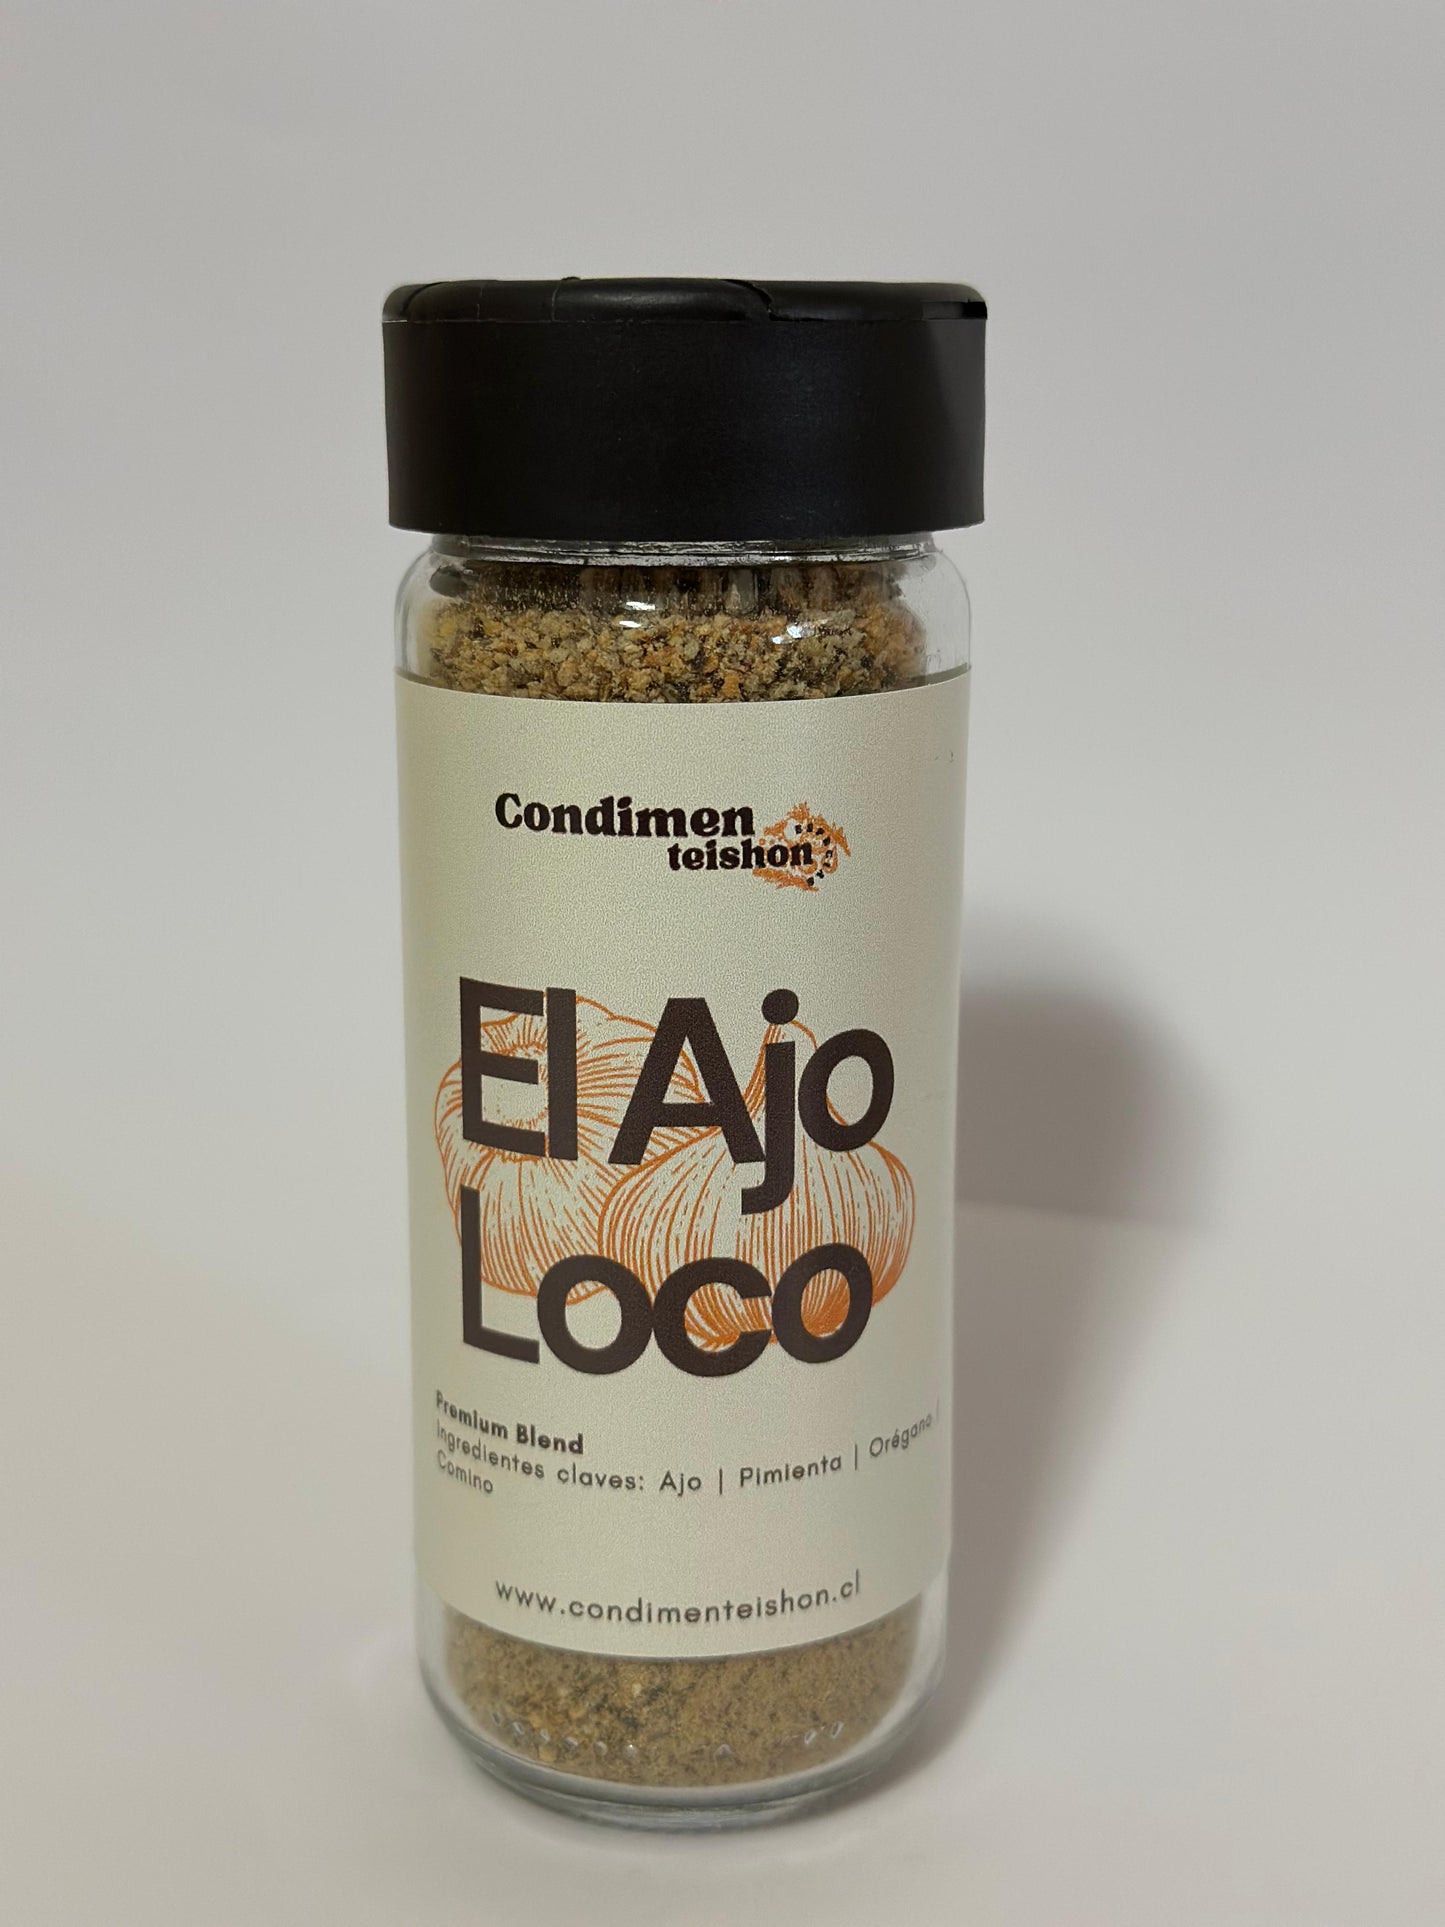 Condimen
teishon
El Ajo
Loco
Premium Blend
Ingredientes claves: Ajo | Pimienta | Orégano |
Comino
www.condimenteishon.cl